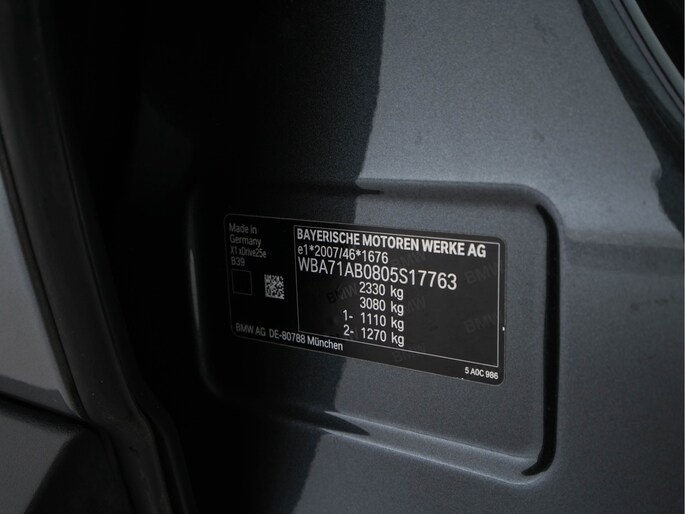 Made in
Germany
X1 xDrive25e
B39
BAYERISCHE MOTOREN WERKE AG
e1*2007/46*1676
WBA71AB0805S17763
2330 kg
3080 kg
1- 1110 kg
2- 1270 kg
BMW AG DE-80788 München
5 A0C 986